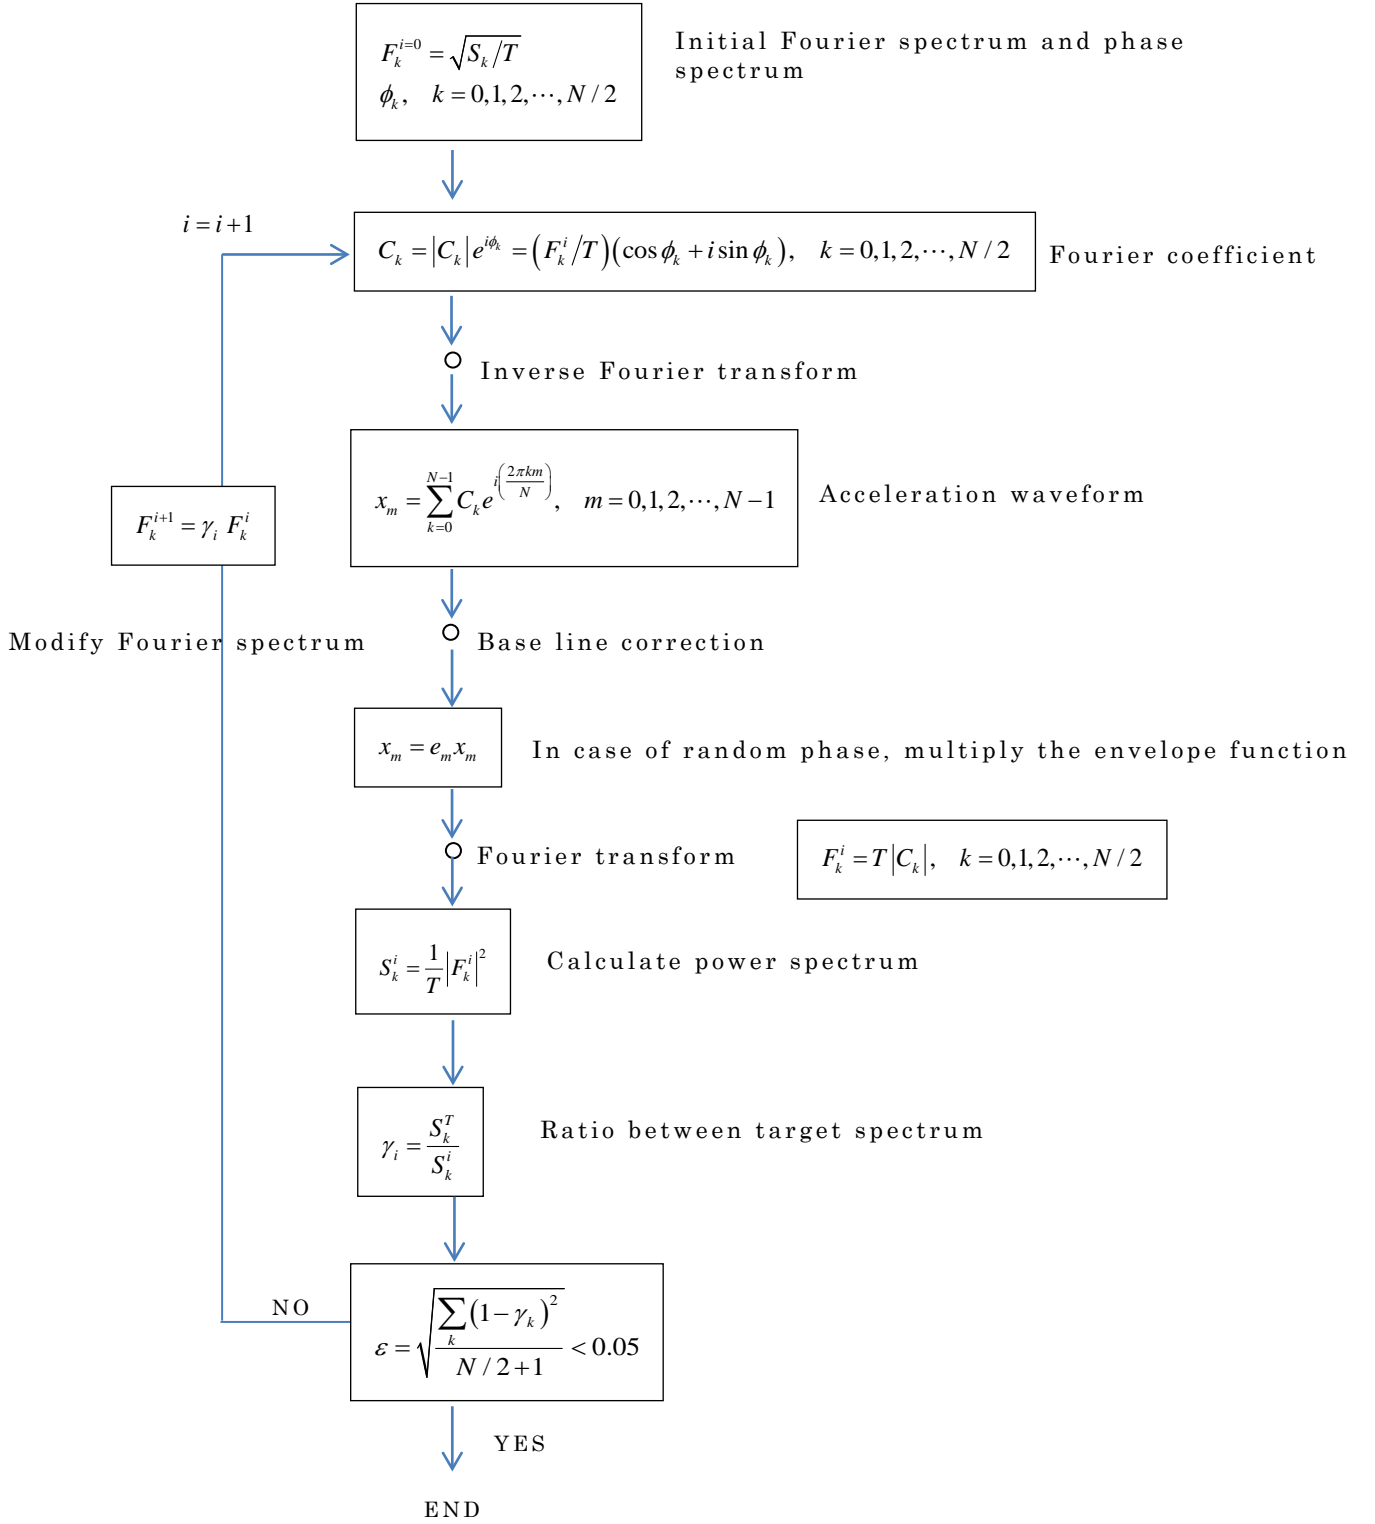 F_k^{i=0} = √(S_k/T)
ϕ_k, k = 0,1,2,⋯,N/2
Initial Fourier spectrum and phase
spectrum
i = i+1
C_k = |C_k| e^{iϕ_k} = (F_k^i/T)(cos ϕ_k + i sin ϕ_k), k = 0,1,2,⋯,N/2
Fourier coefficient
Inverse Fourier transform
x_m = ∑_{k=0}^{N−1} C_k e^{i(2πkm/N)}, m = 0,1,2,⋯,N−1
Acceleration waveform
F_k^{i+1} = γ_i F_k^i
Modify Fourier spectrum
Base line correction
x_m = e_m x_m
In case of random phase, multiply the envelope function
Fourier transform
F_k^i = T|C_k|, k = 0,1,2,⋯,N/2
S_k^i = \frac{1}{T}|F_k^i|^2
Calculate power spectrum
γ_i = \frac{S_k^T}{S_k^i}
Ratio between target spectrum
NO
ε = √(\frac{∑_k (1−γ_k)^2}{N/2+1}) < 0.05
YES
END